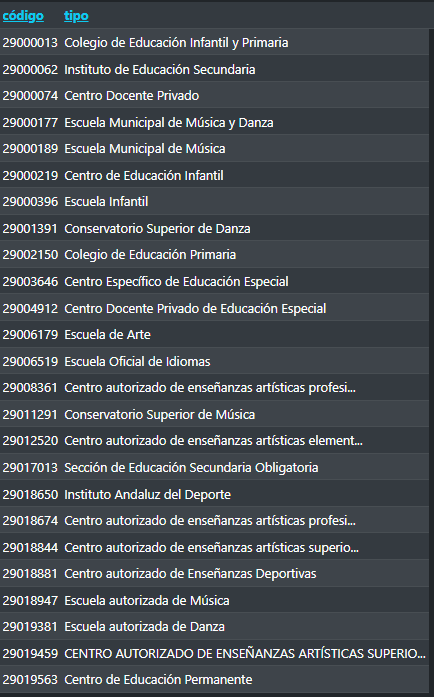 código tipo
29000013 Colegio de Educación Infantil y Primaria
29000062 Instituto de Educación Secundaria
29000074 Centro Docente Privado
29000177 Escuela Municipal de Música y Danza
29000189 Escuela Municipal de Música
29000219 Centro de Educación Infantil
29000396 Escuela Infantil
29001391 Conservatorio Superior de Danza
29002150 Colegio de Educación Primaria
29003646 Centro Específico de Educación Especial
29004912 Centro Docente Privado de Educación Especial
29006179 Escuela de Arte
29006519 Escuela Oficial de Idiomas
29008361 Centro autorizado de enseñanzas artísticas profesi...
29011291 Conservatorio Superior de Música
29012520 Centro autorizado de enseñanzas artísticas element...
29017013 Sección de Educación Secundaria Obligatoria
29018650 Instituto Andaluz del Deporte
29018674 Centro autorizado de enseñanzas artísticas profesi...
29018844 Centro autorizado de enseñanzas artísticas superio...
29018881 Centro autorizado de Enseñanzas Deportivas
29018947 Escuela autorizada de Música
29019381 Escuela autorizada de Danza
29019459 CENTRO AUTORIZADO DE ENSEÑANZAS ARTÍSTICAS SUPERIO...
29019563 Centro de Educación Permanente